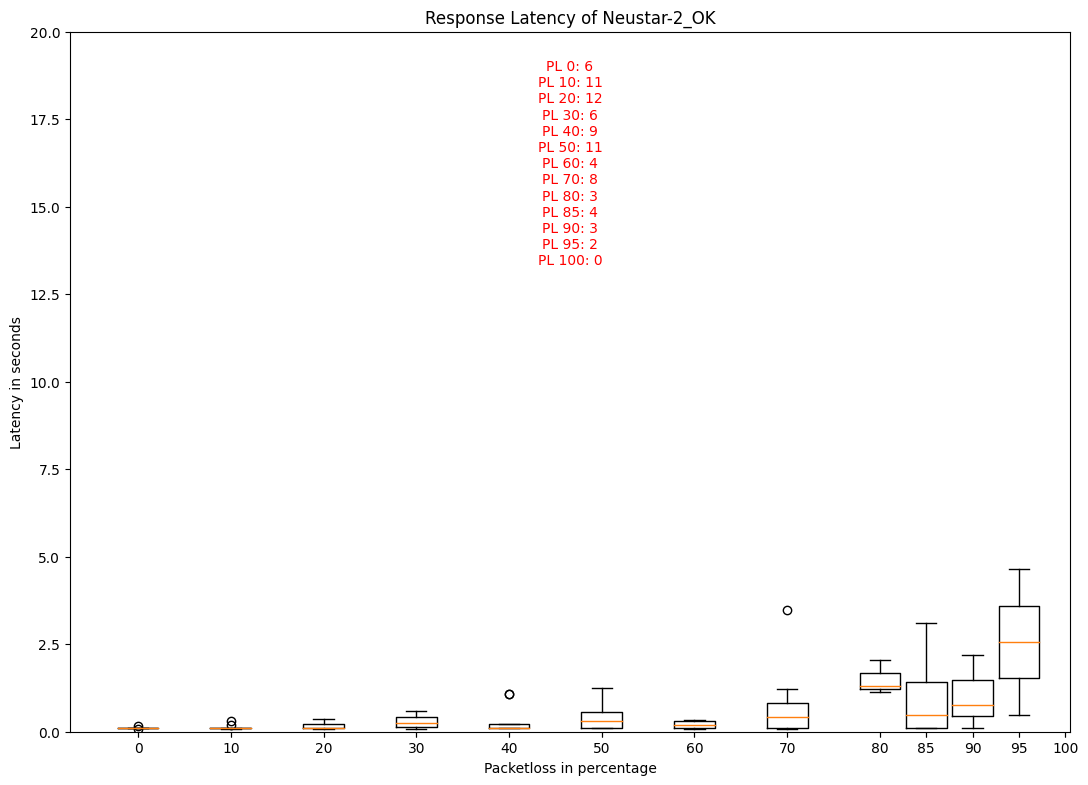 Response Latency of Neustar-2_OK
20.0
17.5
15.0
12.5
10.0
7.5
5.0
2.5
0.0
Latency in seconds
PL 0: 6
PL 10: 11
PL 20: 12
PL 30: 6
PL 40: 9
PL 50: 11
PL 60: 4
PL 70: 8
PL 80: 3
PL 85: 4
PL 90: 3
PL 95: 2
PL 100: 0
0 10 20 30 40 50 60 70 80 85 90 95 100
Packetloss in percentage